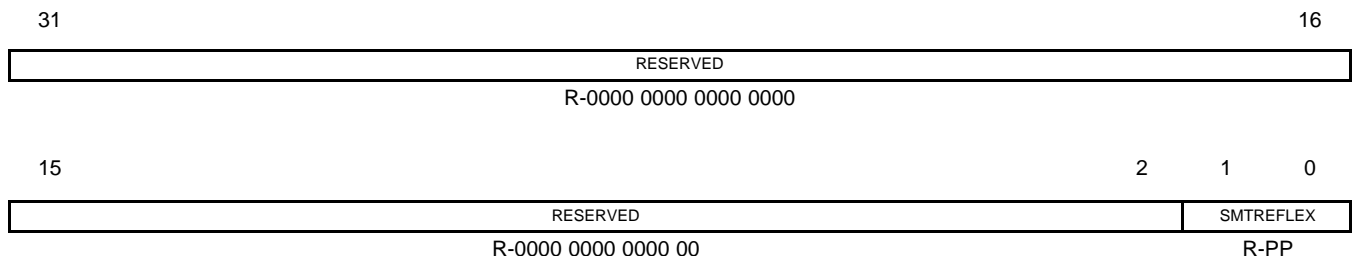 31 16
RESERVED
R-0000 0000 0000 0000
15 2 1 0
RESERVED SMTREFLEX
R-0000 0000 0000 00 R-PP